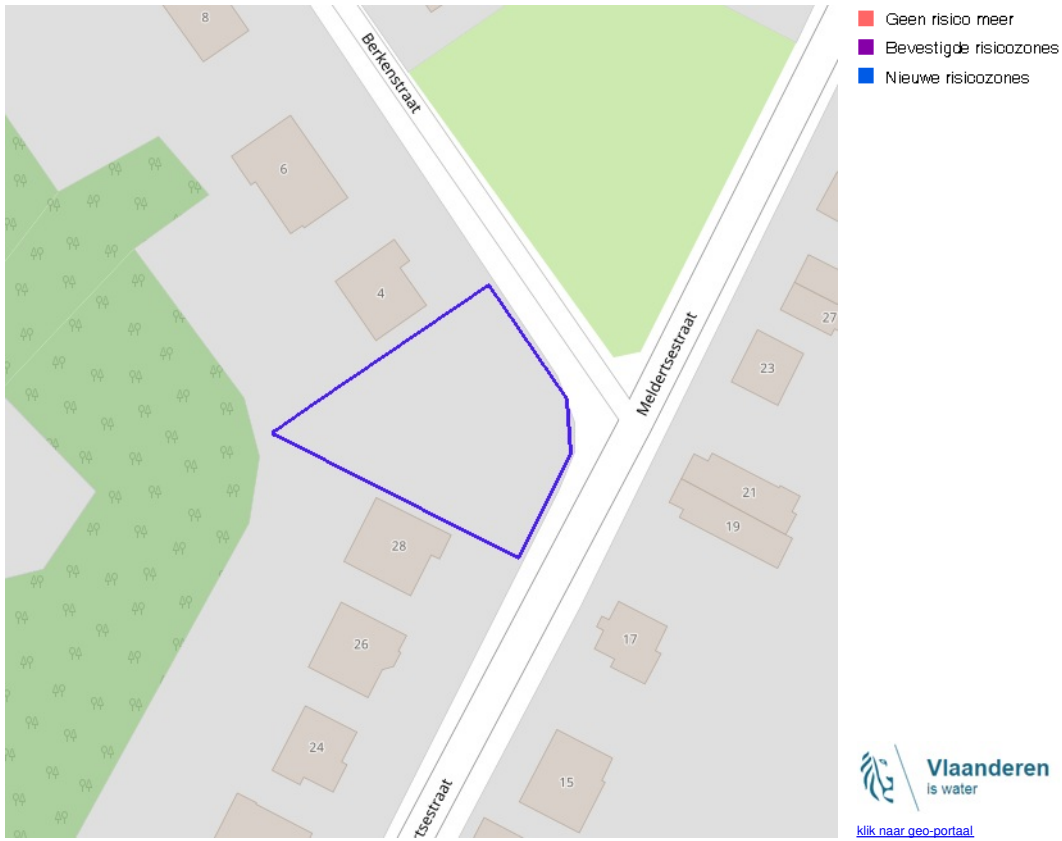 8
Berkenstraat
6
4
Meldertsestraat
27
23
21
19
28
17
26
24
15
rtsestraat
Geen risico meer
Bevestigde risicozones
Nieuwe risicozones
Vlaanderen
is water
klik naar geo-portaal